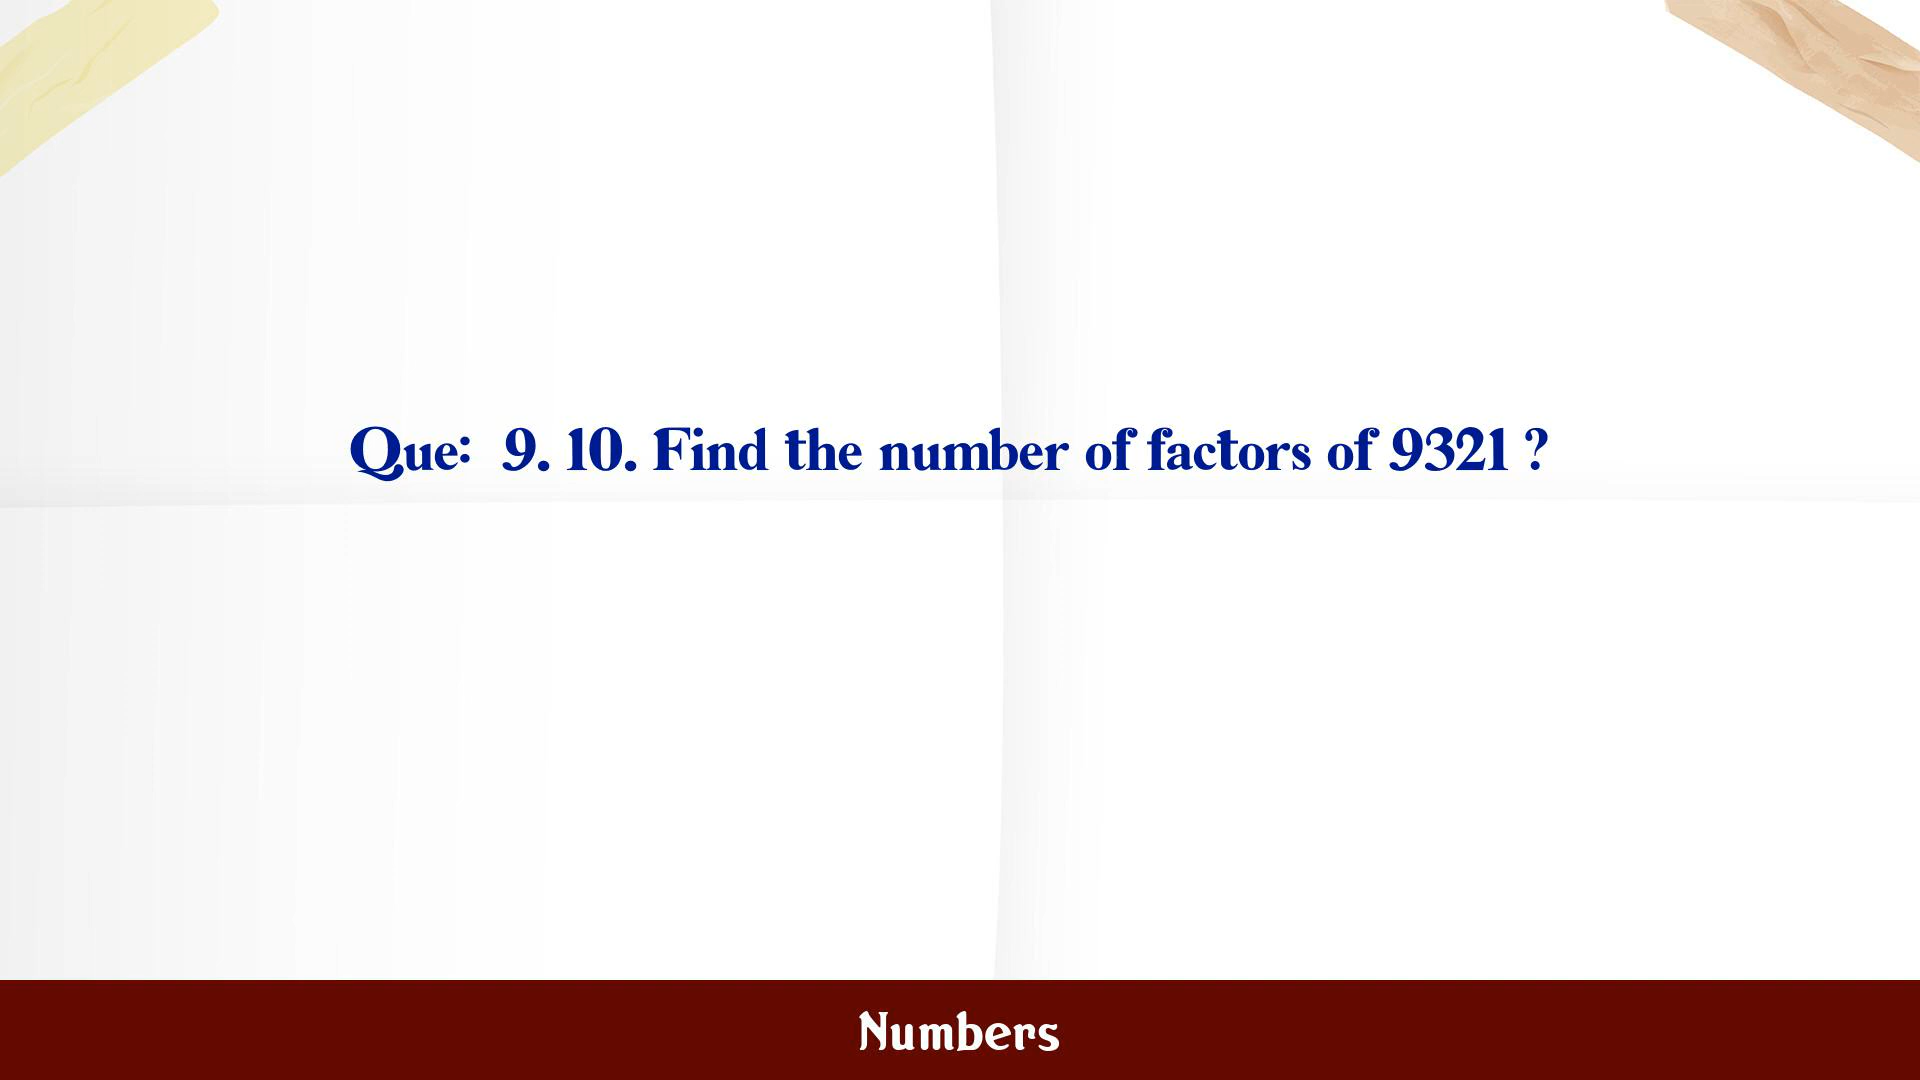 Que:  9. 10. Find the number of factors of 9321 ?
Numbers